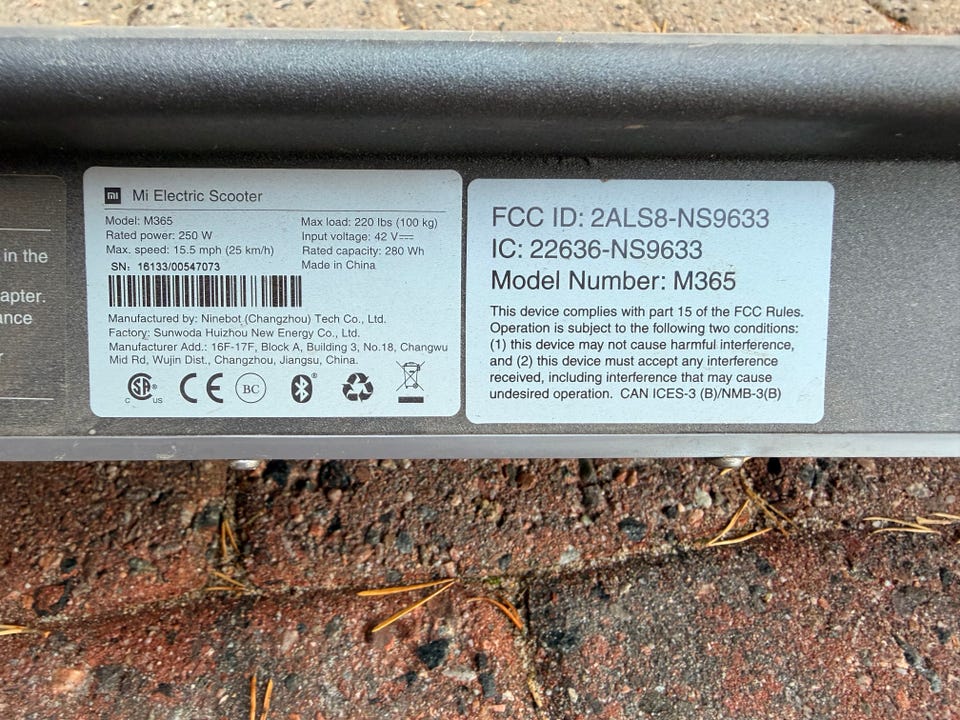 in the
apter.
ance
r
mi Mi Electric Scooter
Model: M365
Rated power: 250 W
Max. speed: 15.5 mph (25 km/h)
Max load: 220 lbs (100 kg)
Input voltage: 42 V⎓
Rated capacity: 280 Wh
Made in China
SN: 16133/00547073
Manufactured by: Ninebot (Changzhou) Tech Co., Ltd.
Factory: Sunwoda Huizhou New Energy Co., Ltd.
Manufacturer Add.: 16F-17F, Block A, Building 3, No.18, Changwu
Mid Rd, Wujin Dist., Changzhou, Jiangsu, China.
C SA ® US CE BC ®
FCC ID: 2ALS8-NS9633
IC: 22636-NS9633
Model Number: M365
This device complies with part 15 of the FCC Rules.
Operation is subject to the following two conditions:
(1) this device may not cause harmful interference,
and (2) this device must accept any interference
received, including interference that may cause
undesired operation. CAN ICES-3 (B)/NMB-3(B)